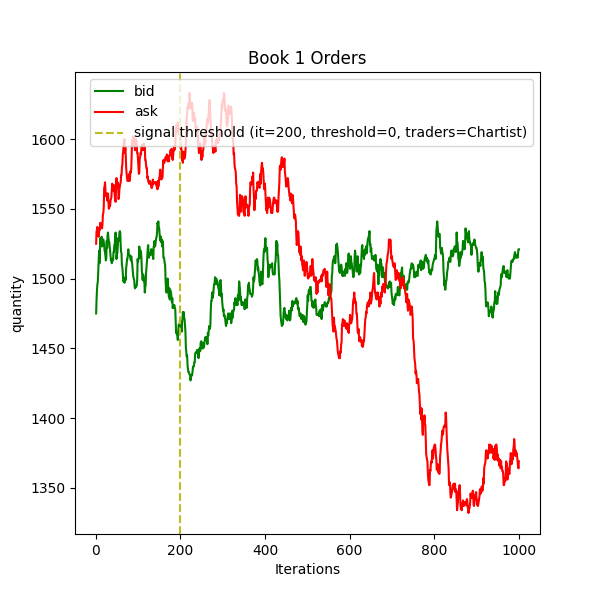 Book 1 Orders
bid
ask
signal threshold (it=200, threshold=0, traders=Chartist)
1600
1550
1500
1450
1400
1350
quantity
0 200 400 600 800 1000
Iterations